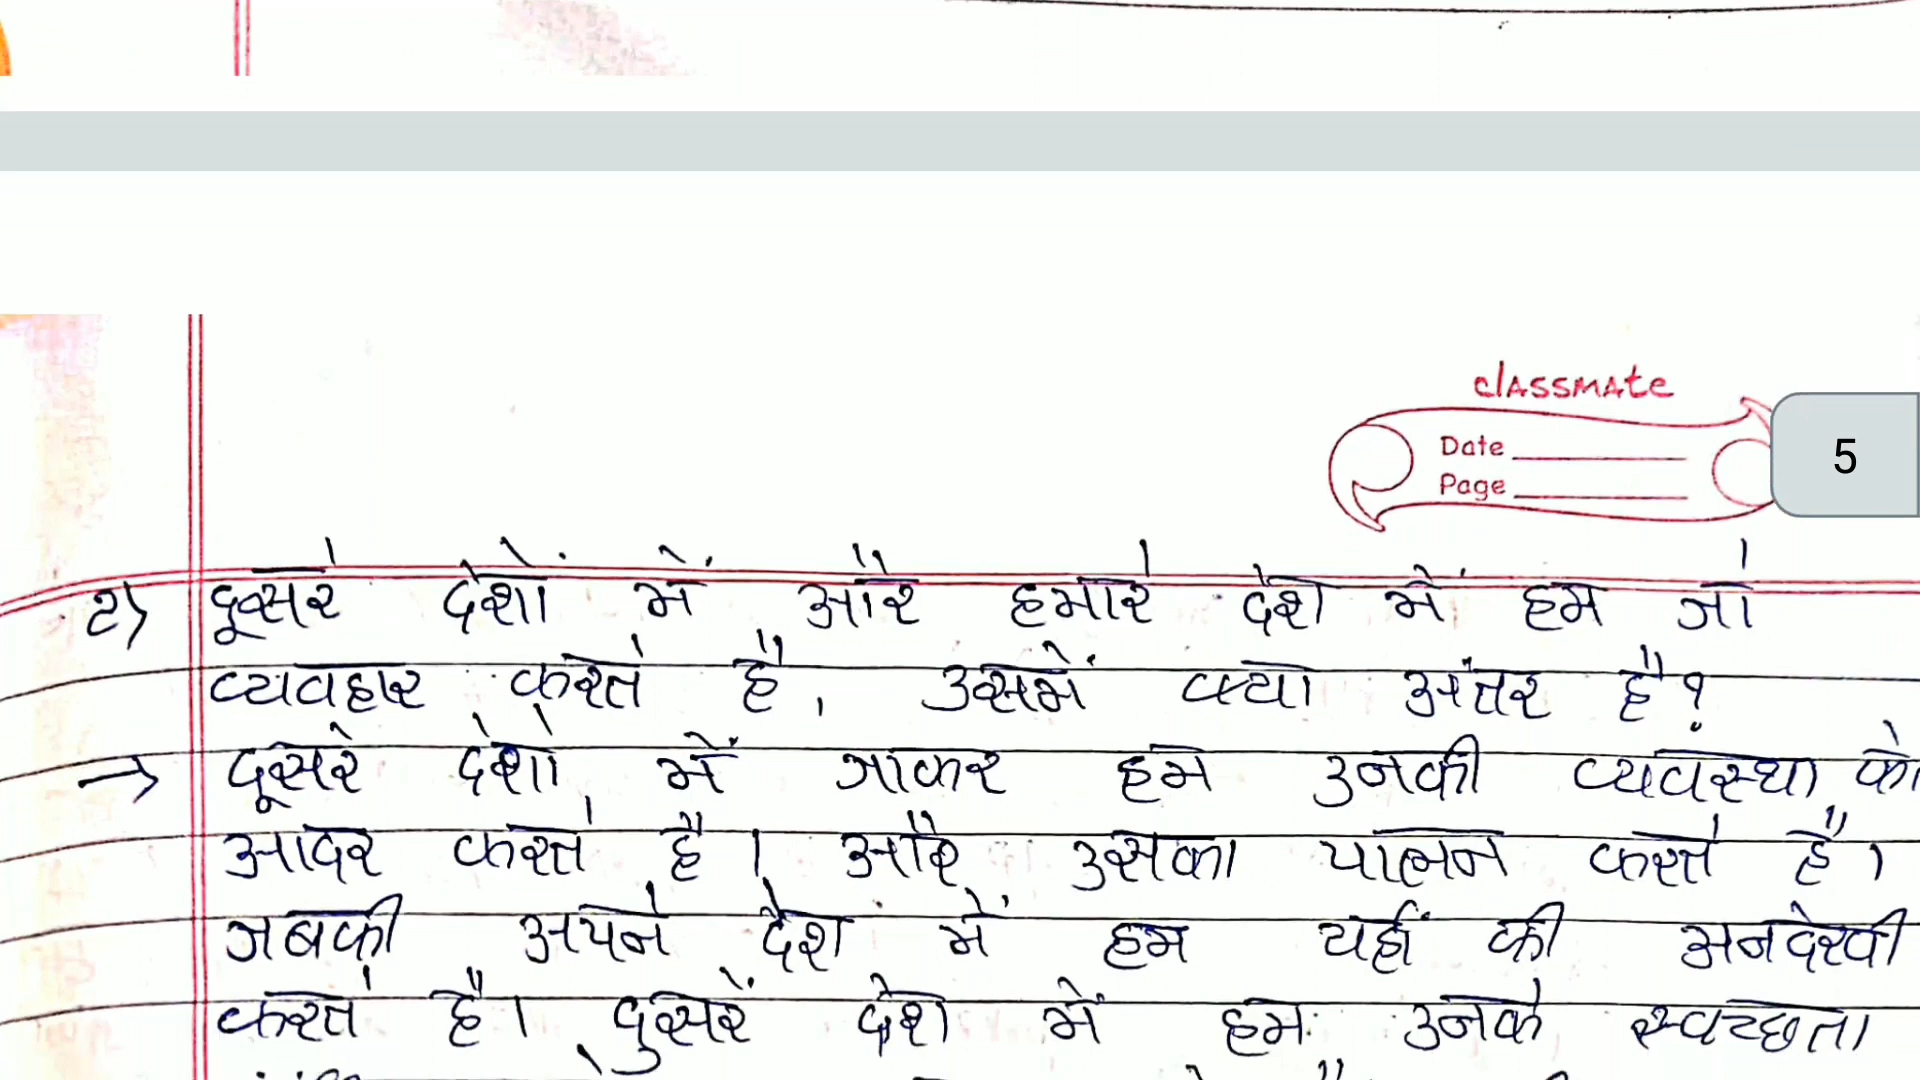 classmate
Date
Page
5
२) दूसरे देशों में और हमारे देश में हम जो
व्यवहार करते है, उसमें क्या अंतर है?
→ दूसरे देशो में जाकर हम उनकी व्यवस्था को
आदर करते है। और उसका पालन करते है।
जबकी अपने देश में हम यहाँ की अनदेखी
करते है। दुसरें देश में हम उनके स्वच्छता